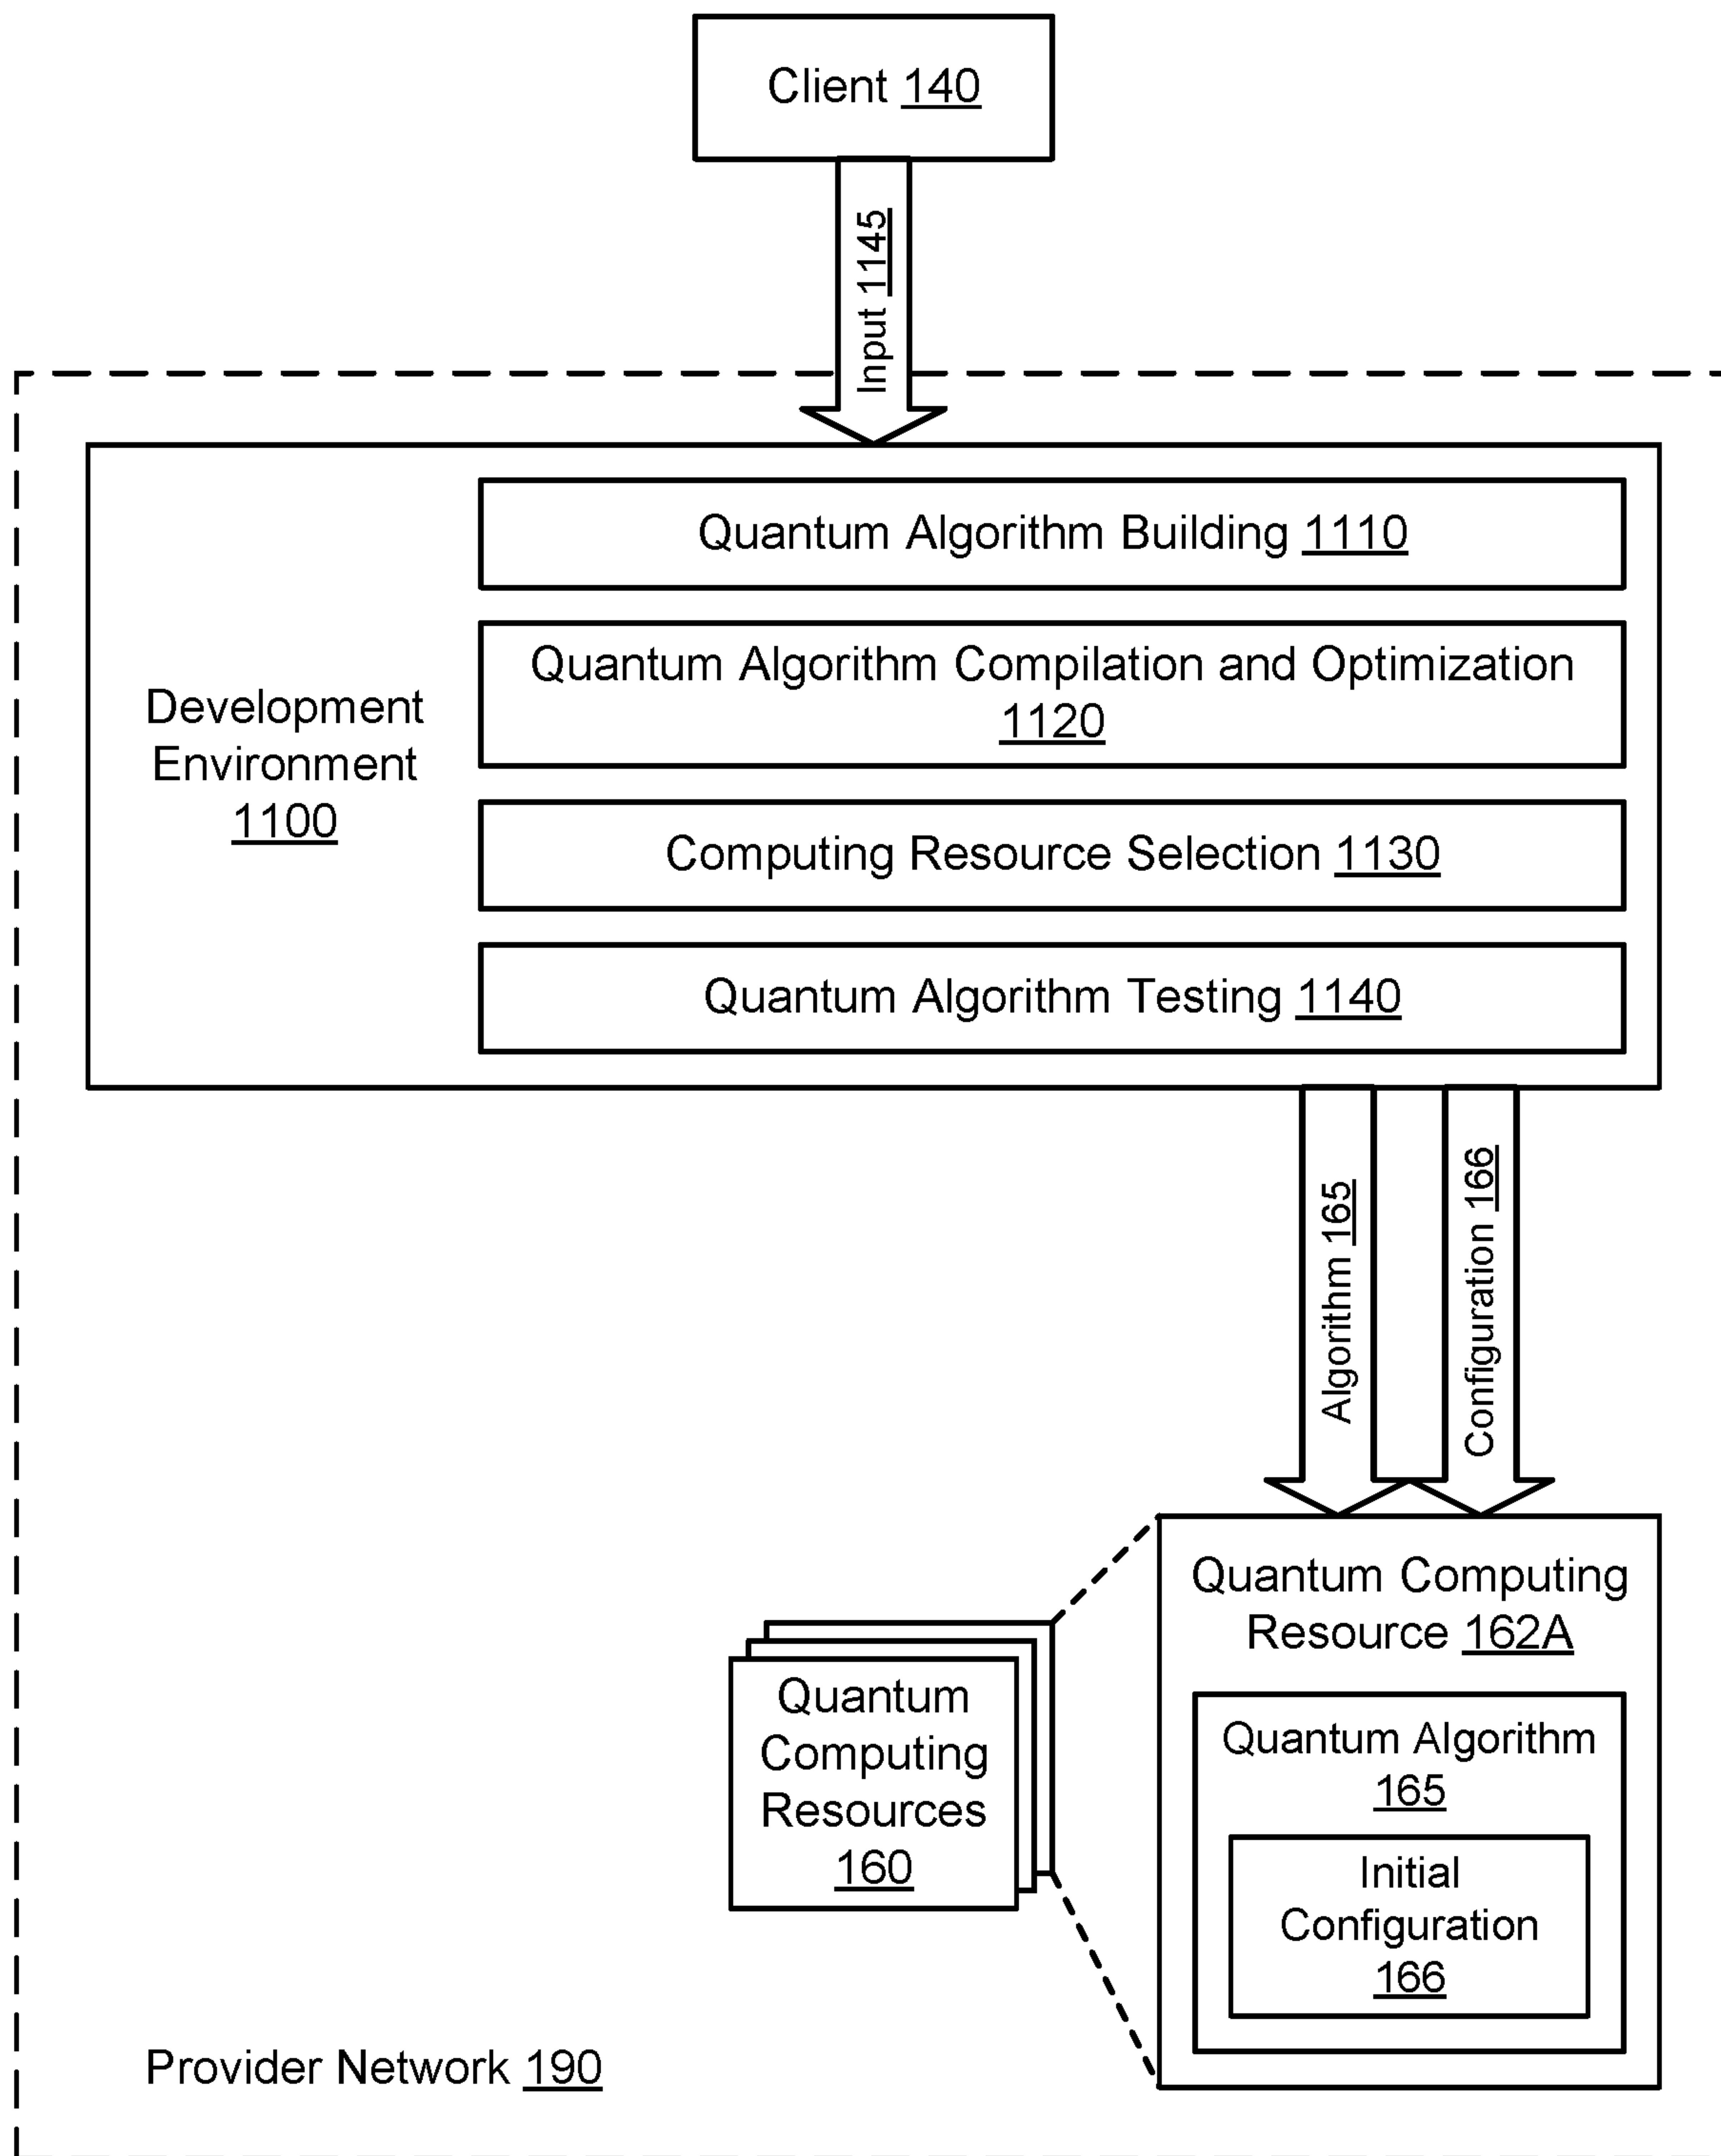 Client 140
Input 1145
Development
Environment
1100
Quantum Algorithm Building 1110
Quantum Algorithm Compilation and Optimization
1120
Computing Resource Selection 1130
Quantum Algorithm Testing 1140
Algorithm 165
Configuration 166
Quantum Computing
Resource 162A
Quantum Algorithm
165
Initial
Configuration
166
Quantum
Computing
Resources
160
Provider Network 190